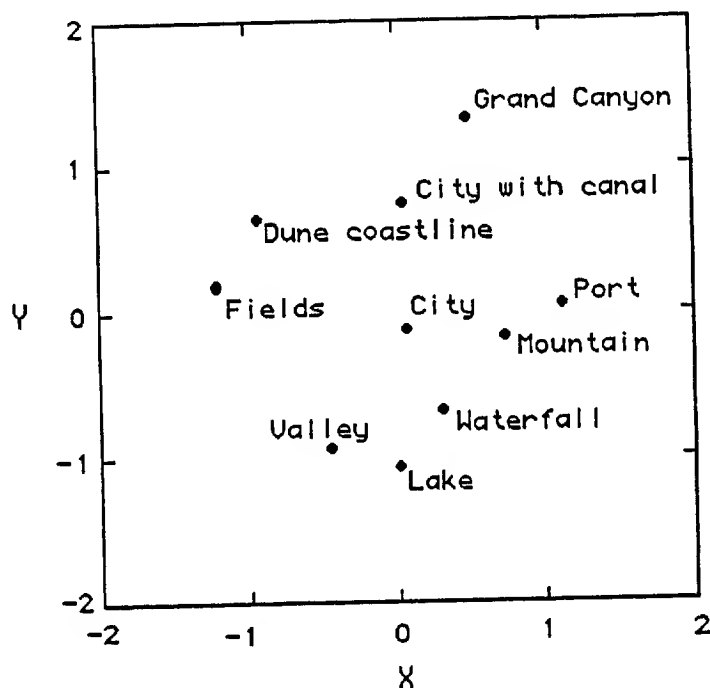 2
Grand Canyon
1
City with canal
Dune coastline
Port
Fields
City
Y
0
Mountain
Waterfall
Valley
-1
Lake
-2
-2
-1
0
1
2
X